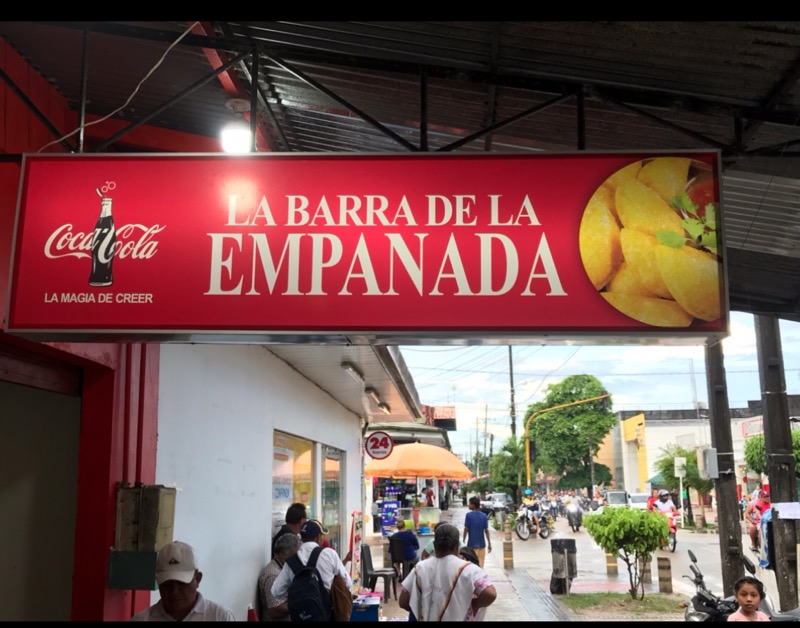 LA BARRA DE LA
EMPANADA
Coca-Cola
LA MAGIA DE CREER
24